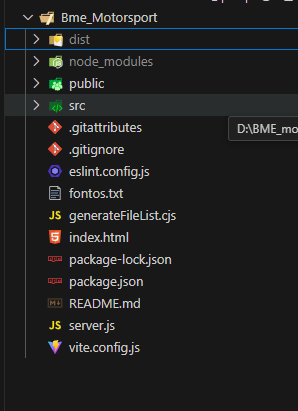 Bme_Motorsport
dist
node_modules
public
src
.gitattributes
D:\BME_mo
.gitignore
eslint.config.js
fontos.txt
JS generateFileList.cjs
index.html
package-lock.json
package.json
README.md
JS server.js
vite.config.js